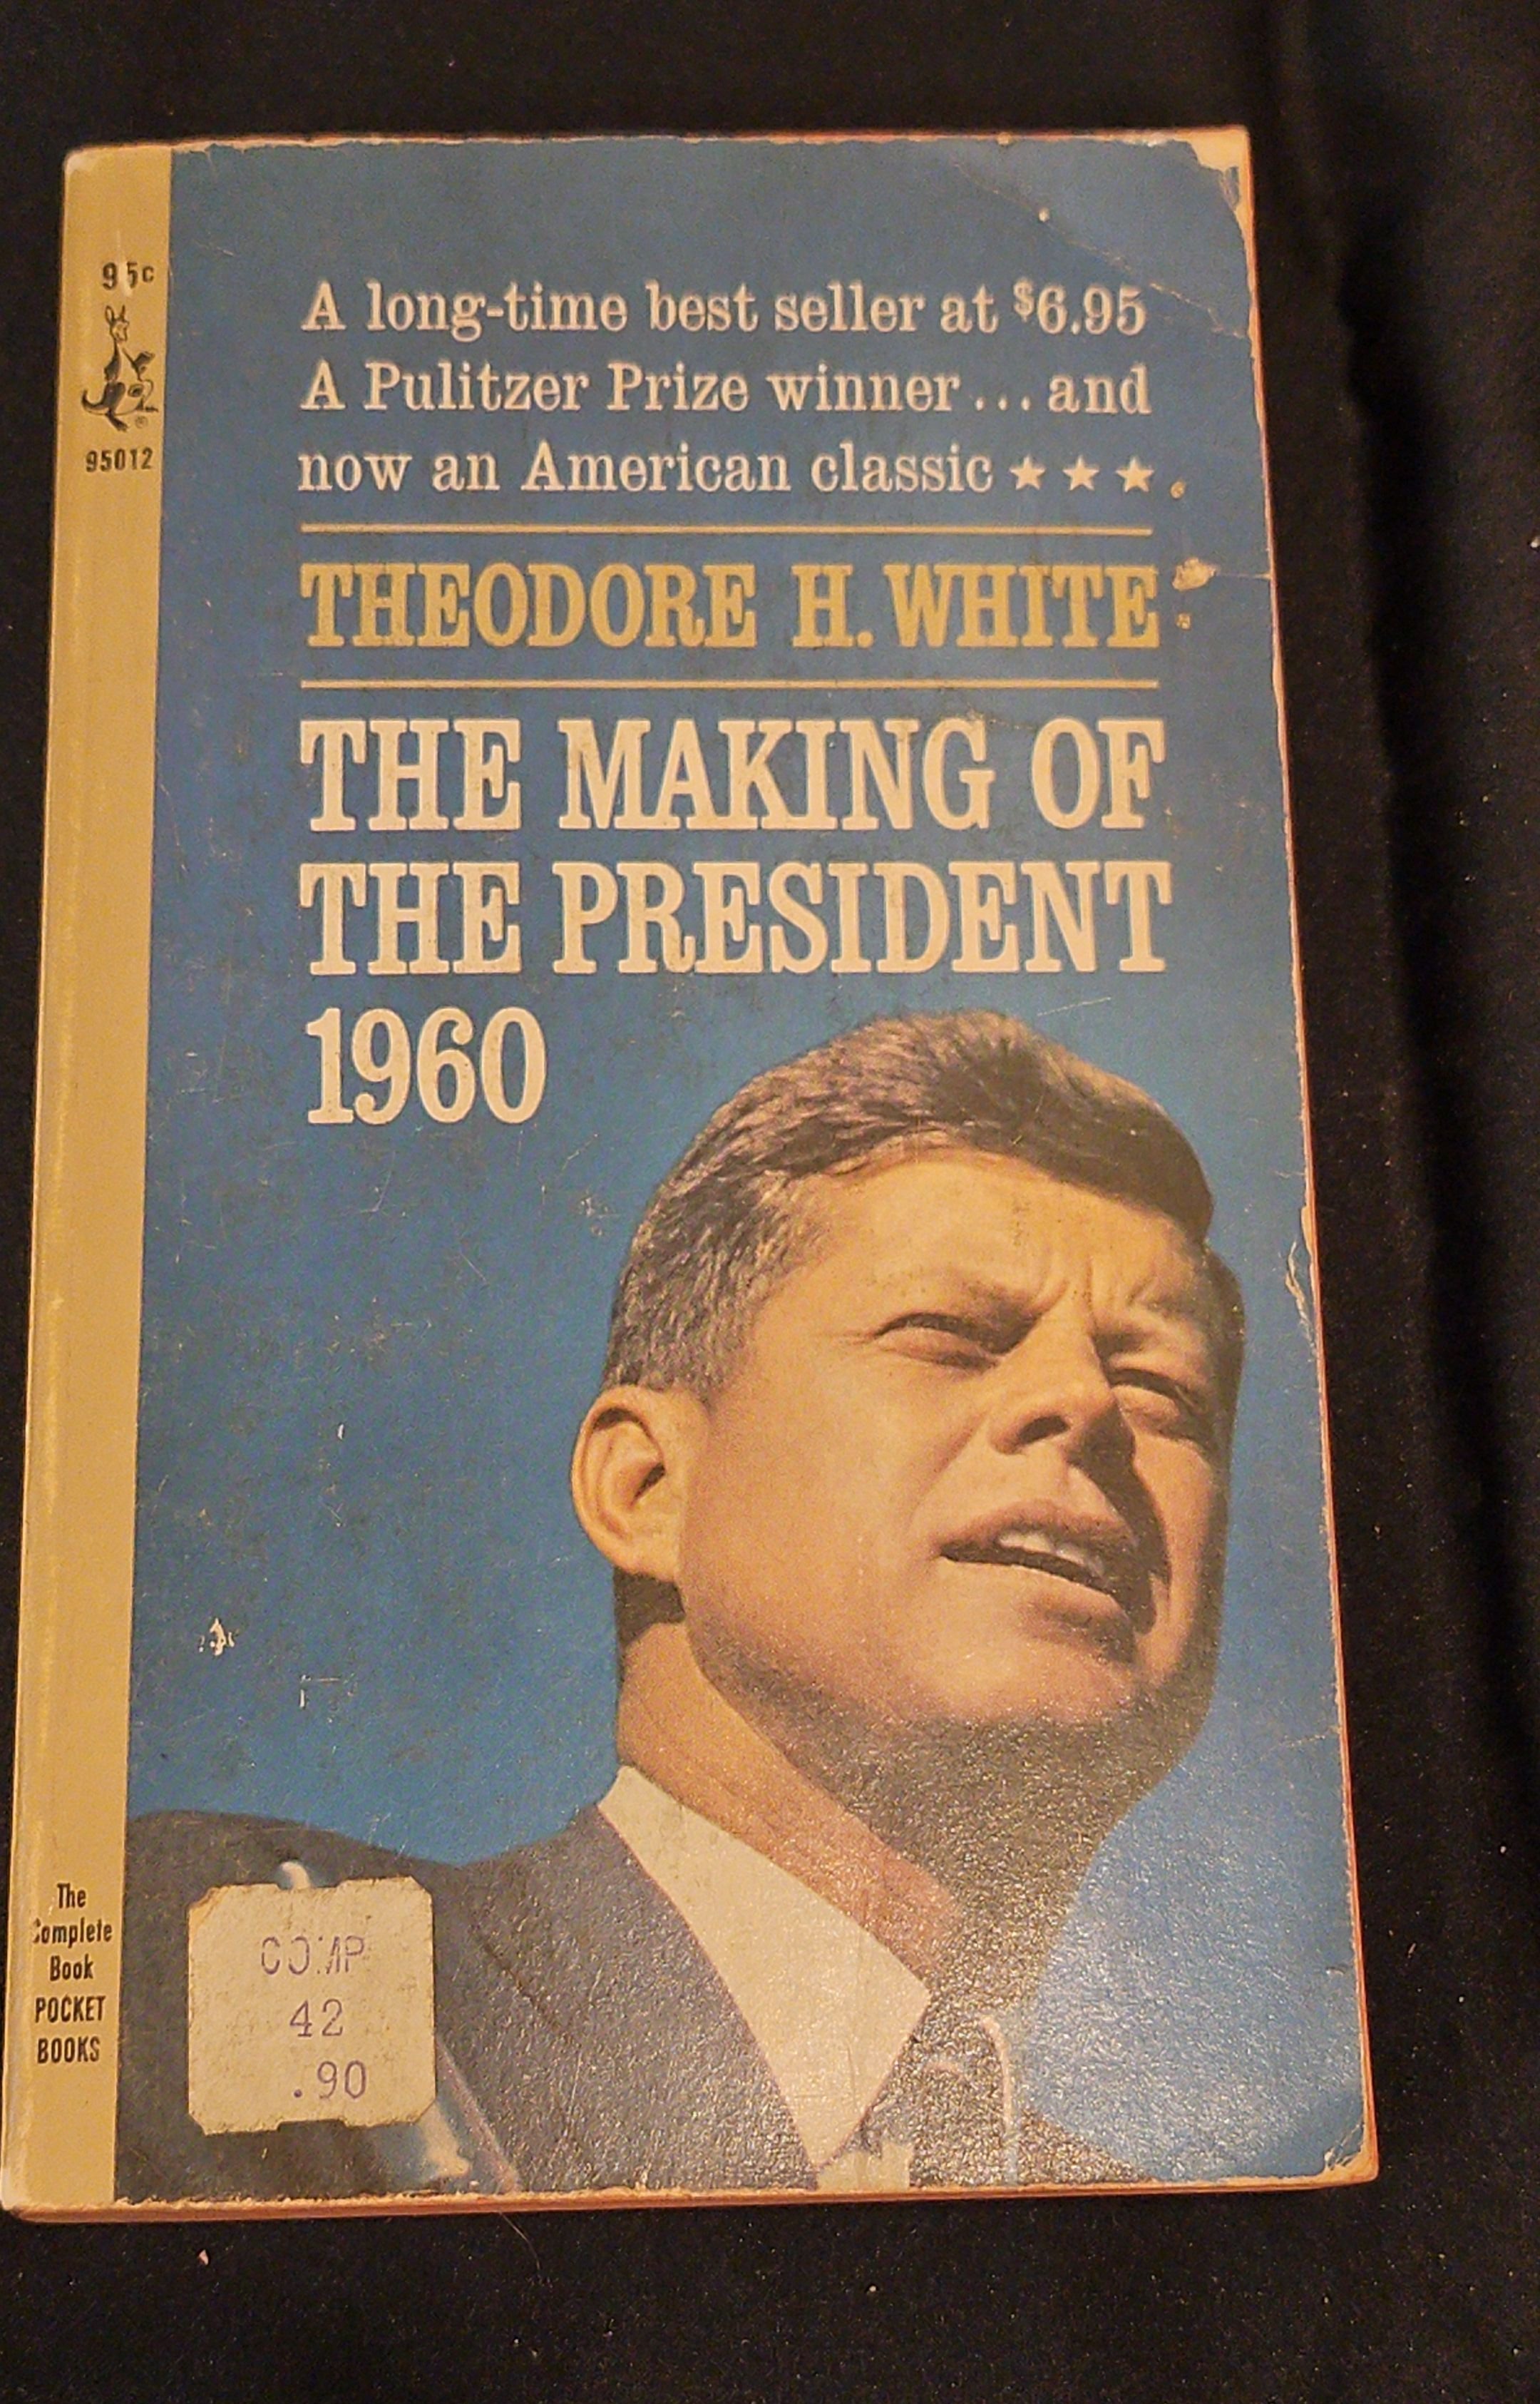 95c
95012
A long-time best seller at $6.95
A Pulitzer Prize winner... and
now an American classic ★ ★ ★
THEODORE H. WHITE
THE MAKING OF
THE PRESIDENT
1960
The
Complete
Book
POCKET
BOOKS
COMP
42
.90